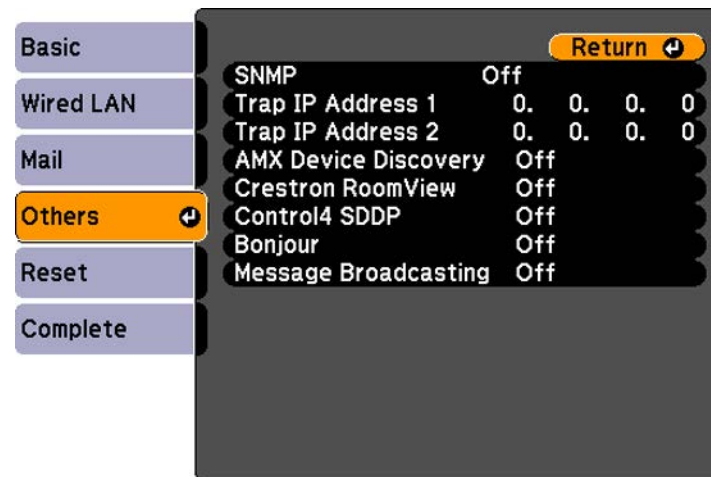 Basic
Wired LAN
Mail
Others
Reset
Complete
Return
SNMP Off
Trap IP Address 1 0. 0. 0. 0
Trap IP Address 2 0. 0. 0. 0
AMX Device Discovery Off
Crestron RoomView Off
Control4 SDDP Off
Bonjour Off
Message Broadcasting Off